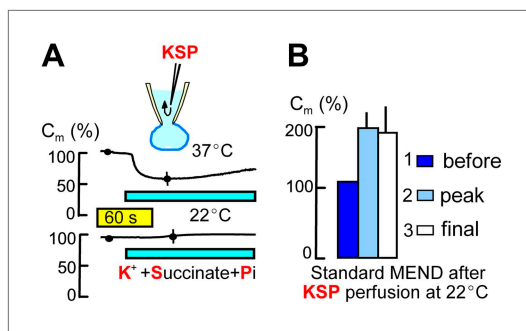 A
KSP
Cm (%)
37°C
100
50
0
60 s
22°C
100
50
0
K+ +Succinate+Pi
B
Cm (%)
200
100
0
1 before
2 peak
3 final
Standard MEND after
KSP perfusion at 22°C